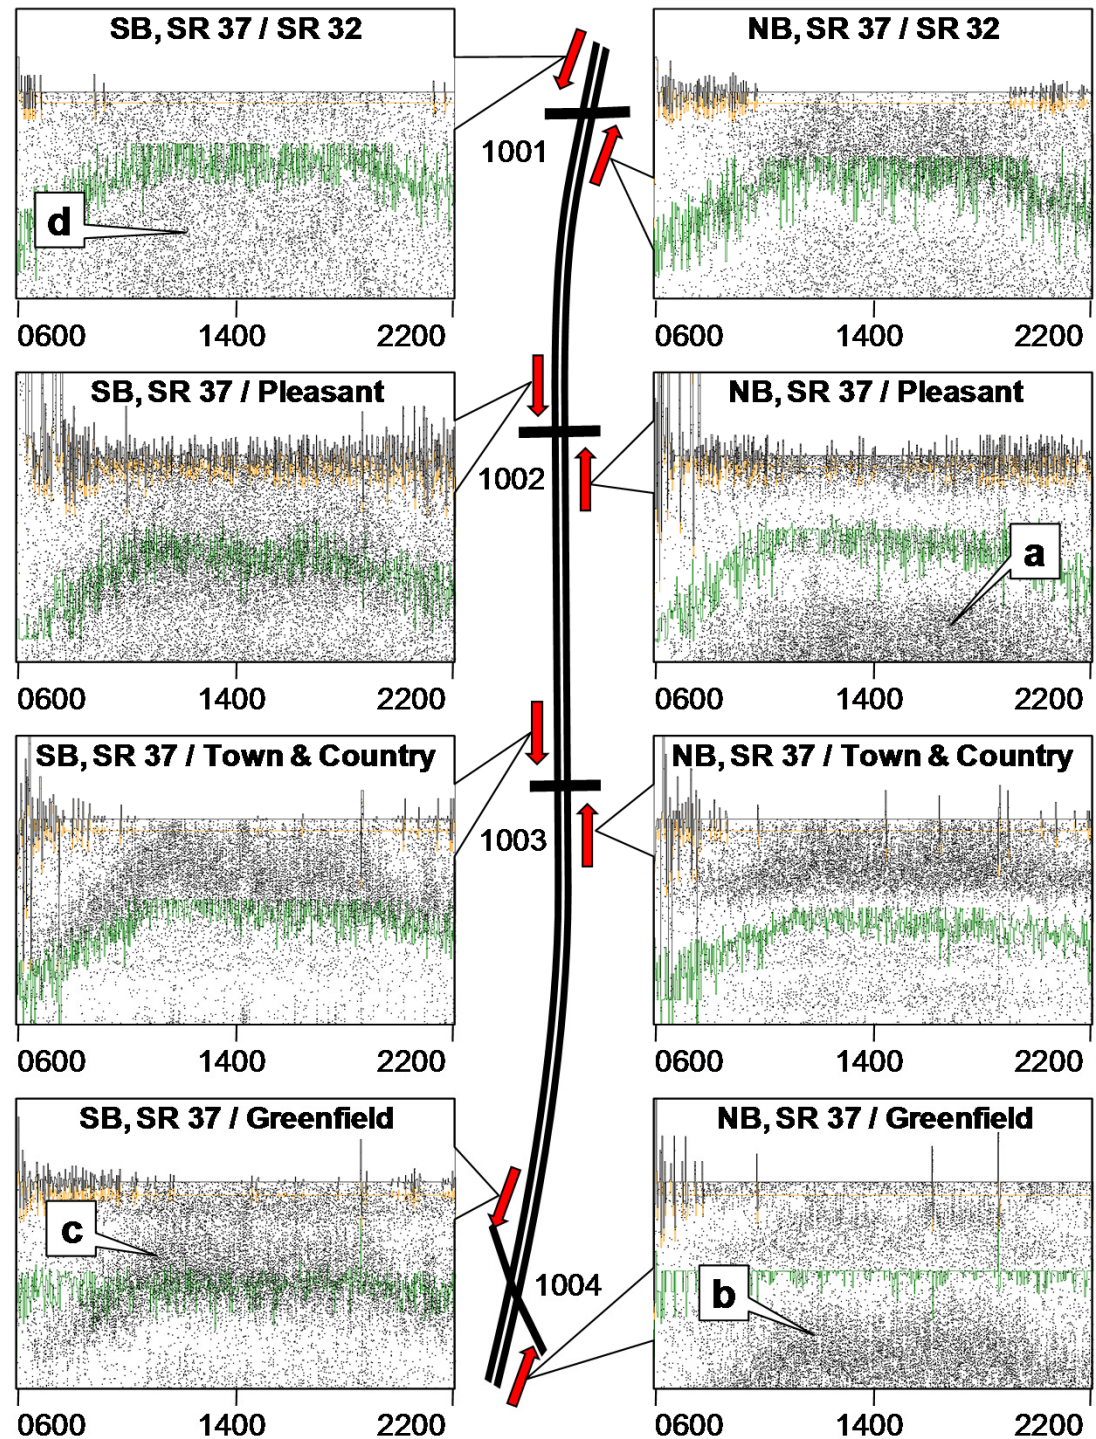 SB, SR 37 / SR 32
NB, SR 37 / SR 32
1001
d
0600 1400 2200
0600 1400 2200
SB, SR 37 / Pleasant
NB, SR 37 / Pleasant
1002
a
0600 1400 2200
0600 1400 2200
SB, SR 37 / Town & Country
NB, SR 37 / Town & Country
1003
0600 1400 2200
0600 1400 2200
SB, SR 37 / Greenfield
NB, SR 37 / Greenfield
c
1004
b
0600 1400 2200
0600 1400 2200